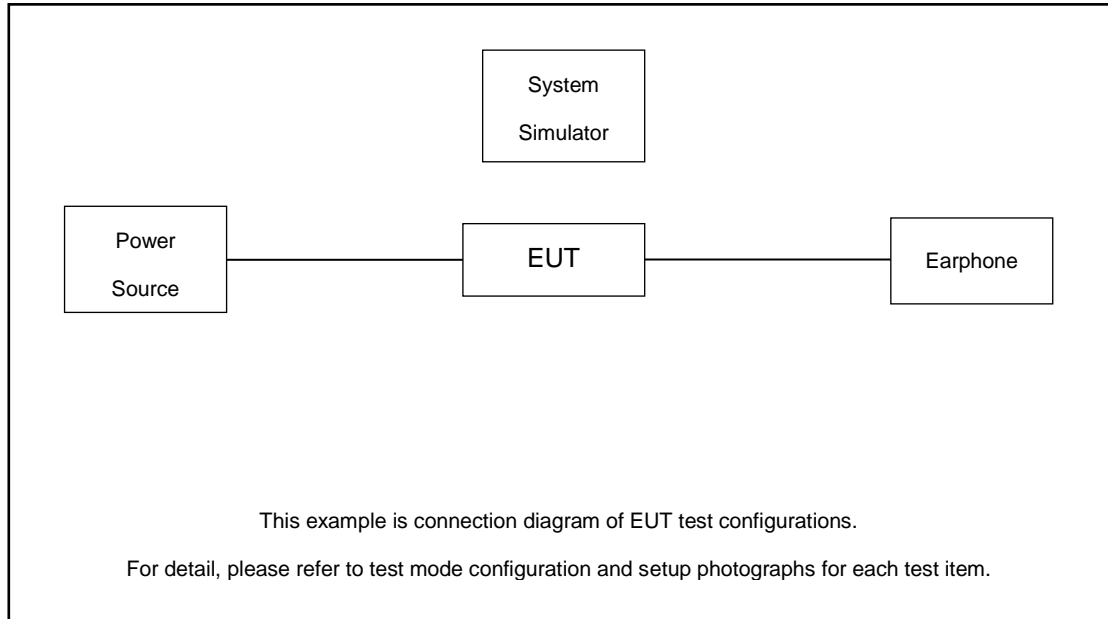 System
Simulator
Power
Source
EUT
Earphone
This example is connection diagram of EUT test configurations.
For detail, please refer to test mode configuration and setup photographs for each test item.